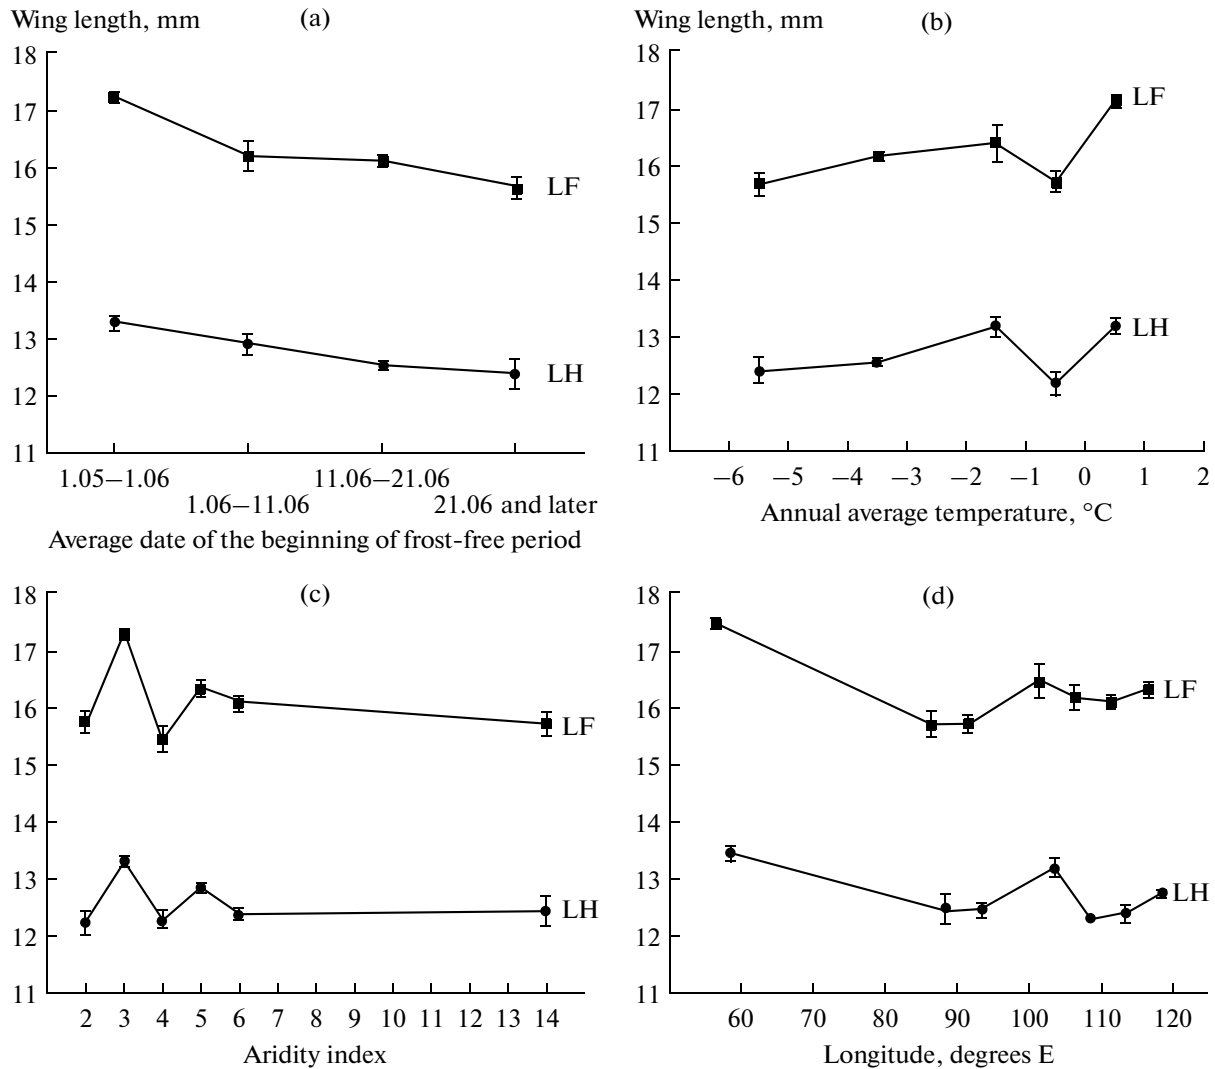 Wing length, mm
(a)
18
17
16
15
14
13
12
11
LF
LH
1.05–1.06
11.06–21.06
1.06–11.06
21.06 and later
Average date of the beginning of frost-free period
Wing length, mm
(b)
18
17
16
15
14
13
12
11
LF
LH
–6 –5 –4 –3 –2 –1 0 1 2
Annual average temperature, °C
(c)
18
17
16
15
14
13
12
11
LF
LH
2 3 4 5 6 7 8 9 10 11 12 13 14
Aridity index
(d)
18
17
16
15
14
13
12
11
LF
LH
60 70 80 90 100 110 120
Longitude, degrees E